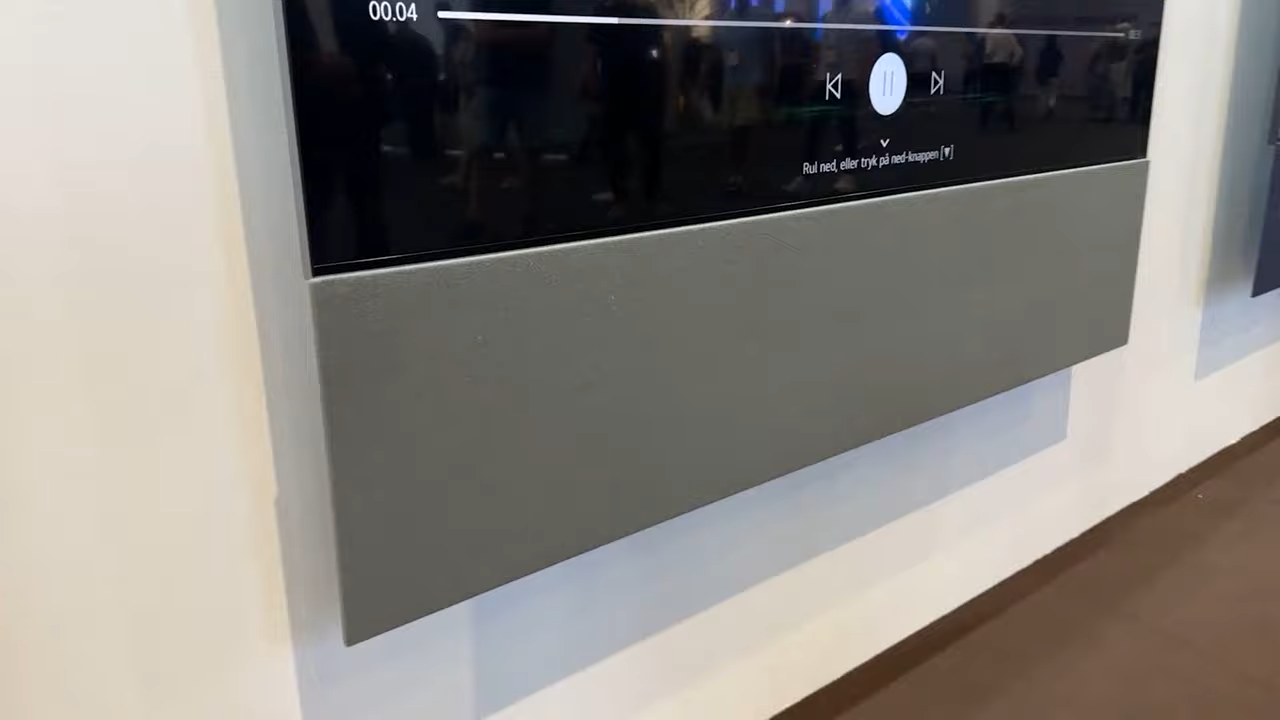 00.04
Rul ned, eller tryk på ned-knappen [▼]